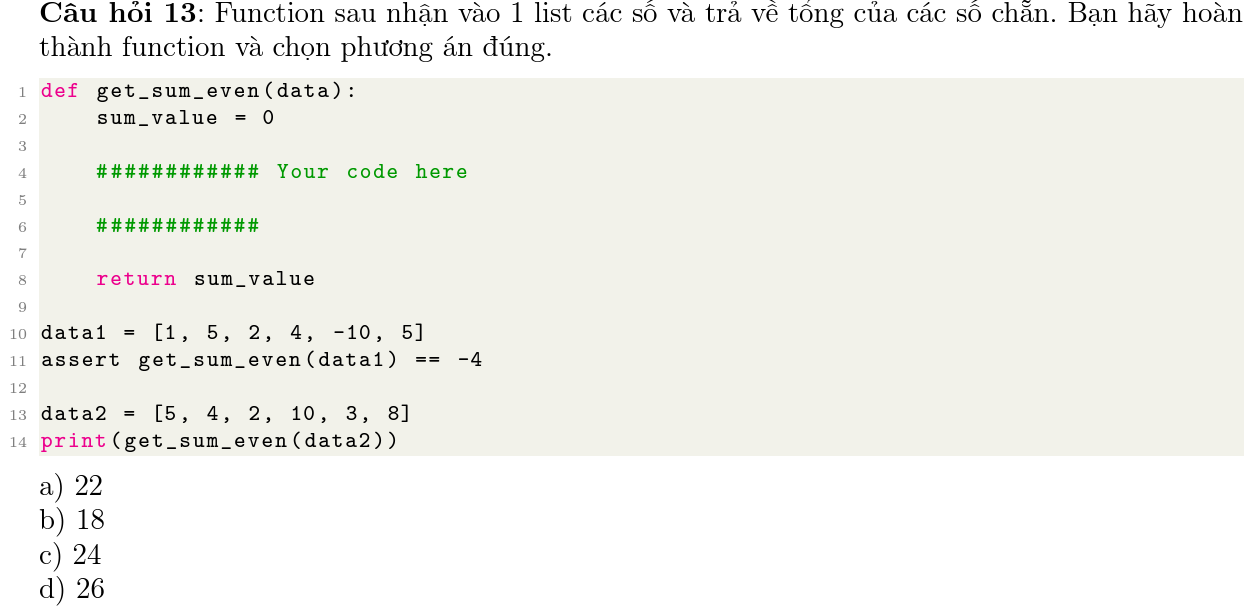 Câu hỏi 13: Function sau nhận vào 1 list các số và trả về tổng của các số chẵn. Bạn hãy hoàn
thành function và chọn phương án đúng.
1 def get_sum_even(data):
2     sum_value = 0
3
4     ############ Your code here
5
6     ############
7
8     return sum_value
9
10 data1 = [1, 5, 2, 4, -10, 5]
11 assert get_sum_even(data1) == -4
12
13 data2 = [5, 4, 2, 10, 3, 8]
14 print(get_sum_even(data2))
a) 22
b) 18
c) 24
d) 26